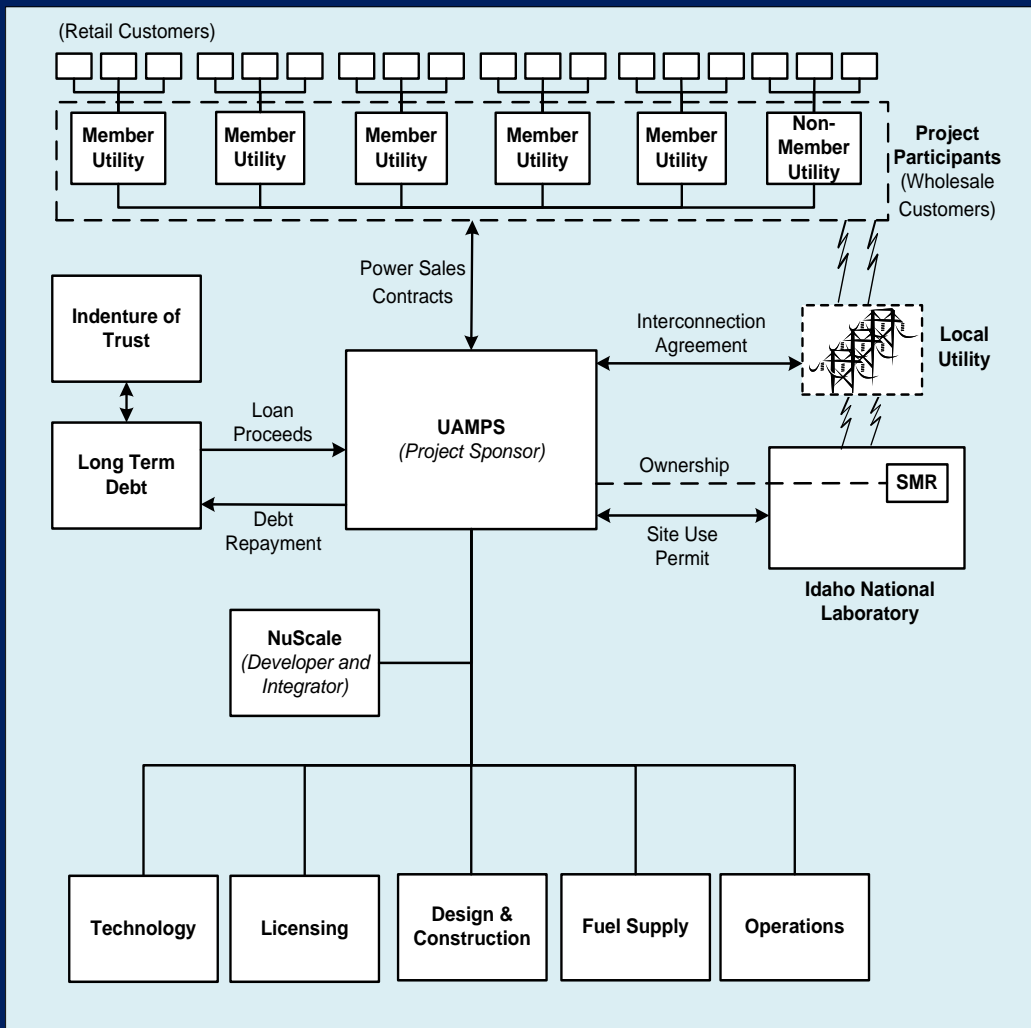 (Retail Customers)
Member
Utility
Member
Utility
Member
Utility
Member
Utility
Member
Utility
Non-
Member
Utility
Project
Participants
(Wholesale
Customers)
Power Sales
Contracts
Indenture of
Trust
Interconnection
Agreement
Local
Utility
Loan
Proceeds
UAMPS
(Project Sponsor)
Long Term
Debt
Ownership
SMR
Debt
Repayment
Site Use
Permit
Idaho National
Laboratory
NuScale
(Developer and
Integrator)
Technology
Licensing
Design &
Construction
Fuel Supply
Operations